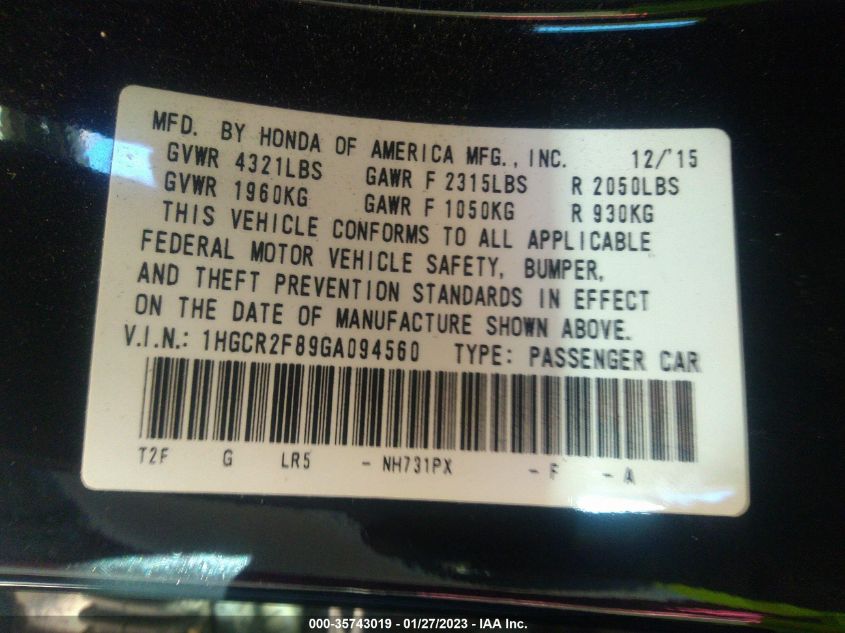 MFD. BY HONDA OF AMERICA MFG., INC. 12/'15
GVWR 4321LBS GAWR F 2315LBS R 2050LBS
GVWR 1960KG GAWR F 1050KG R 930KG
THIS VEHICLE CONFORMS TO ALL APPLICABLE
FEDERAL MOTOR VEHICLE SAFETY, BUMPER,
AND THEFT PREVENTION STANDARDS IN EFFECT
ON THE DATE OF MANUFACTURE SHOWN ABOVE.
V.I.N.: 1HGCR2F89GA094560 TYPE: PASSENGER CAR
T2F G LR5 - NH731PX - F - A
000-35743019 - 01/27/2023 - IAA Inc.